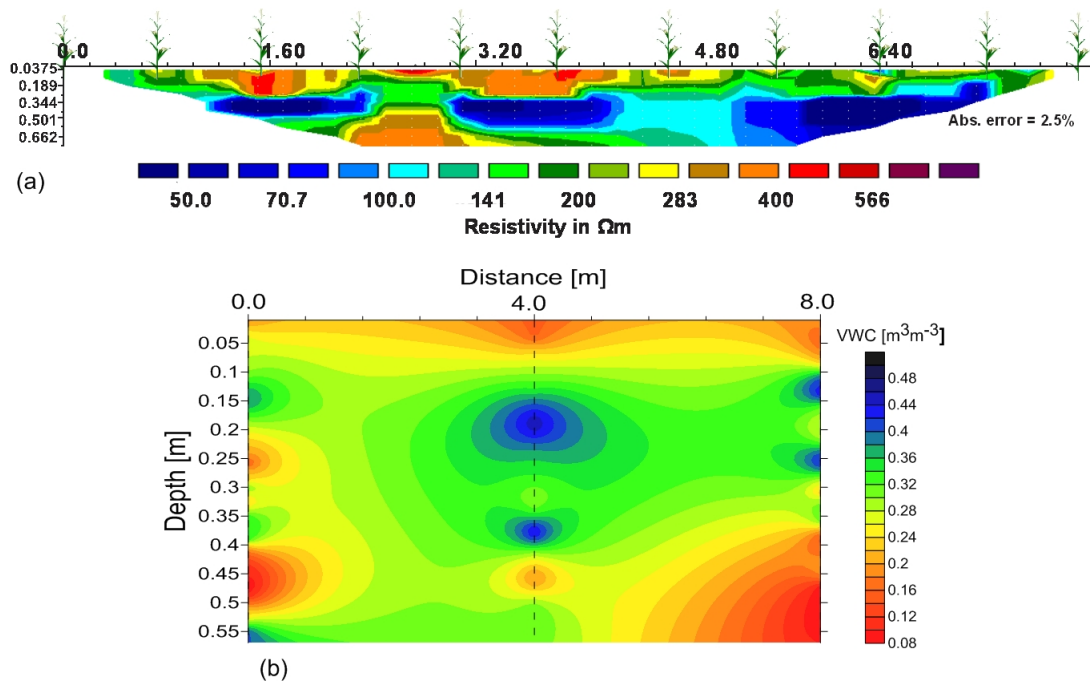 0.0 1.60 3.20 4.80 6.40
0.0375
0.189
0.344
0.501
0.662
Abs. error = 2.5%
(a)
50.0 70.7 100.0 141 200 283 400 566
Resistivity in Ωm
Distance [m]
0.0 4.0 8.0
VWC [m³m⁻³]
Depth [m]
0.05
0.1
0.15
0.2
0.25
0.3
0.35
0.4
0.45
0.5
0.55
0.48
0.44
0.4
0.36
0.32
0.28
0.24
0.2
0.16
0.12
0.08
(b)